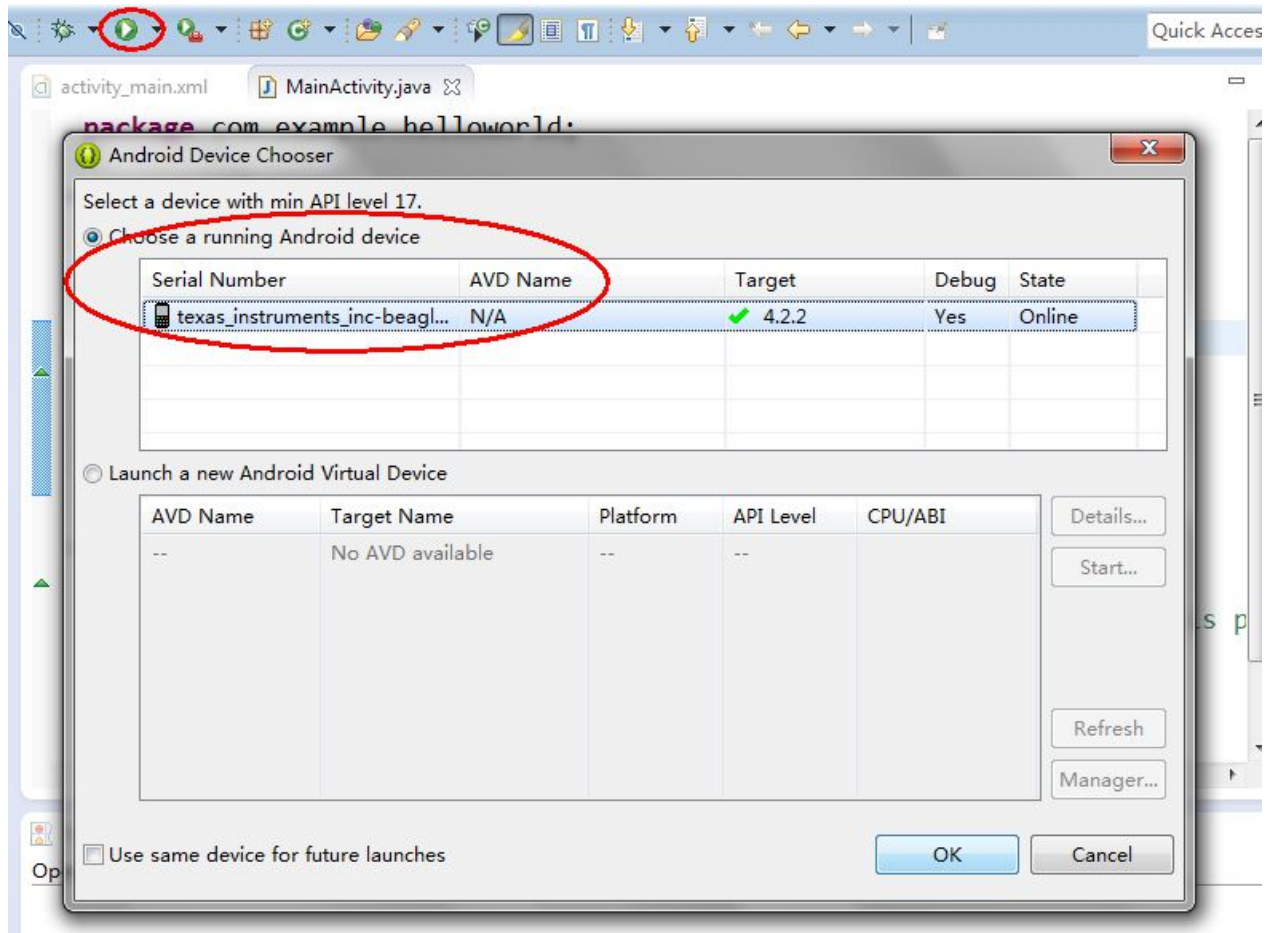 Quick Acces
activity_main.xml MainActivity.java
package com.example.helloworld;
Android Device Chooser
Select a device with min API level 17.
Choose a running Android device
Serial Number AVD Name Target Debug State
texas_instruments_inc-beagl... N/A 4.2.2 Yes Online
Launch a new Android Virtual Device
AVD Name Target Name Platform API Level CPU/ABI Details...
-- No AVD available -- --
Start...
s p
Refresh
Manager...
Use same device for future launches OK Cancel
Op